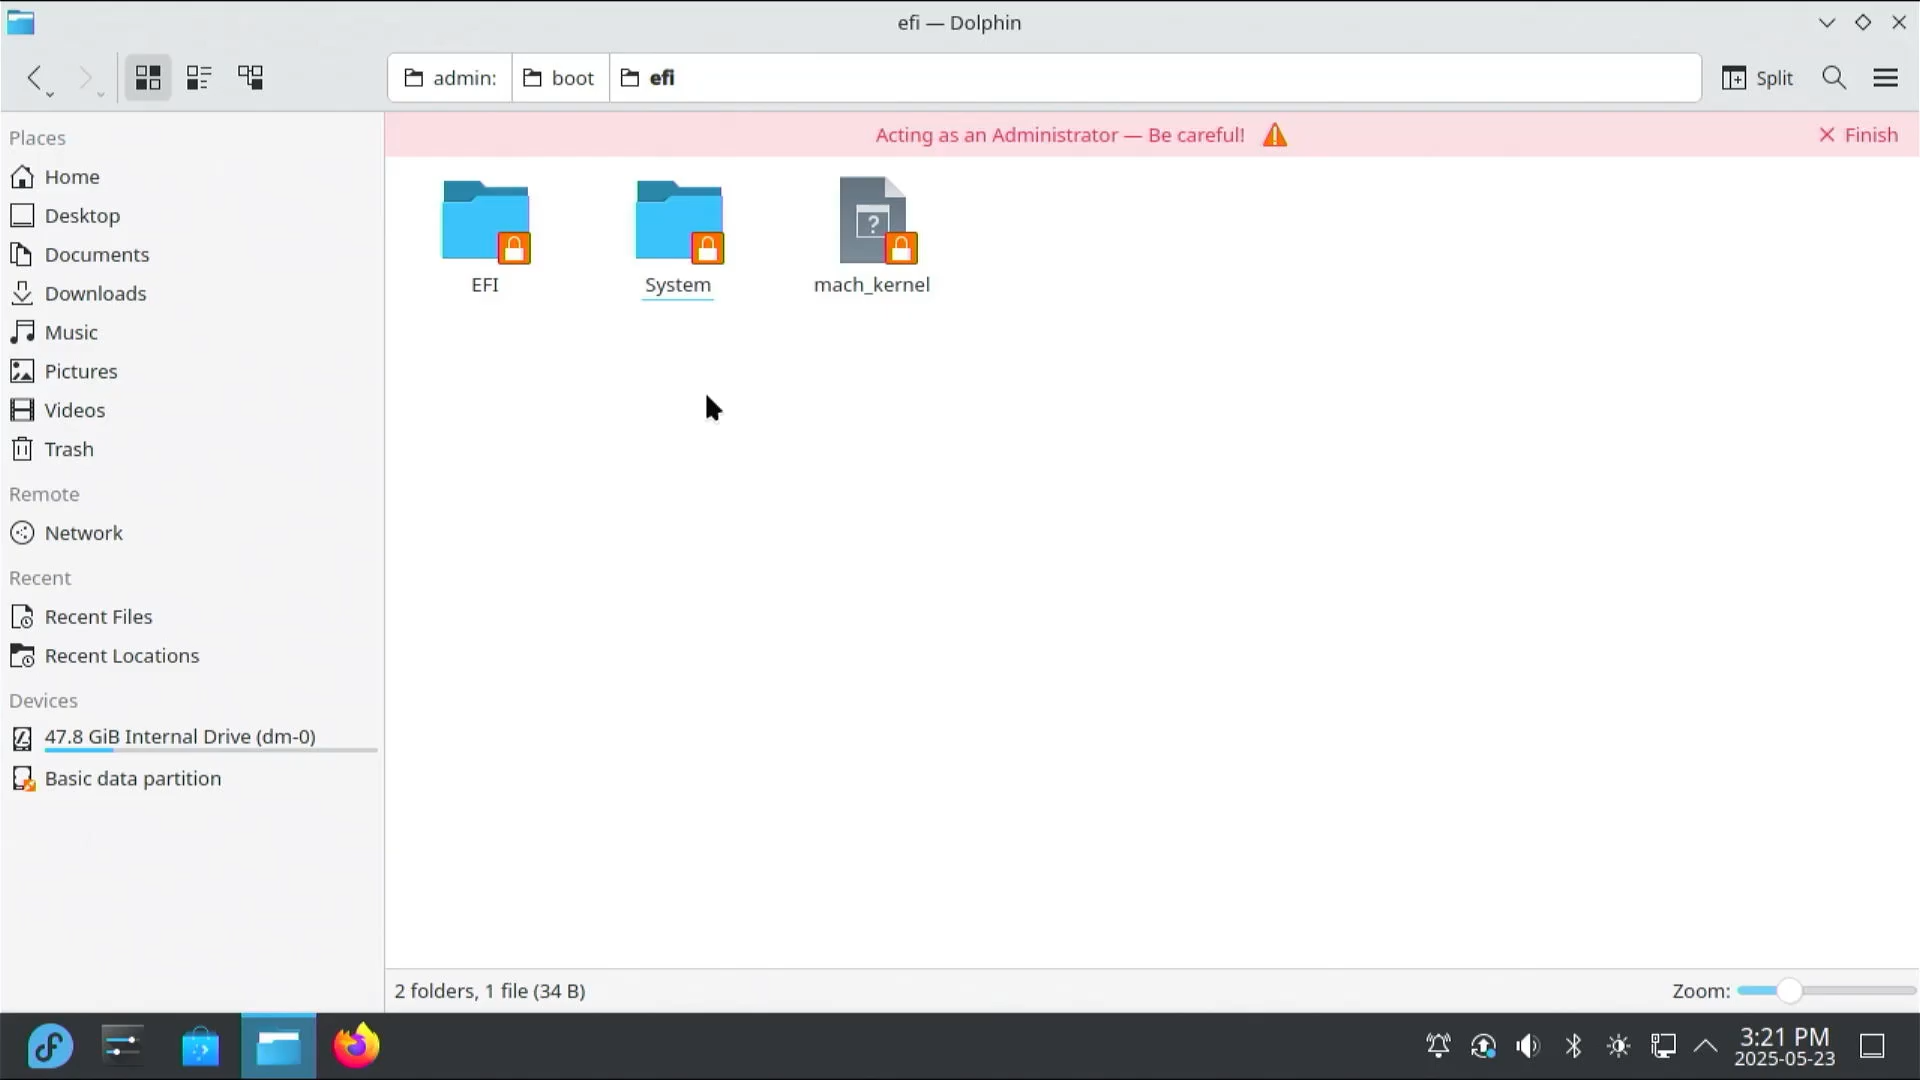 efi — Dolphin
admin:
boot
efi
Split
Places
Acting as an Administrator — Be careful!
Finish
Home
Desktop
Documents
Downloads
Music
Pictures
Videos
Trash
EFI
System
mach_kernel
Remote
Network
Recent
Recent Files
Recent Locations
Devices
47.8 GiB Internal Drive (dm-0)
Basic data partition
2 folders, 1 file (34 B)
Zoom:
3:21 PM
2025-05-23